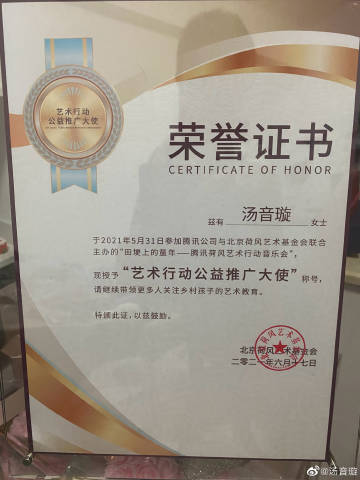 艺术行动
公益推广大使
荣誉证书
CERTIFICATE OF HONOR
兹有 汤音璇 女士
于2021年5月31日参加腾讯公司与北京荷风艺术基金会联合
主办的“田埂上的童年——腾讯荷风艺术行动音乐会”,
现授予“艺术行动公益推广大使”称号,
请继续带领更多人关注乡村孩子的艺术教育。
特颁此证,以兹鼓励。
北京荷风艺术基金会
二零二一年六月十七日
@汤音璇